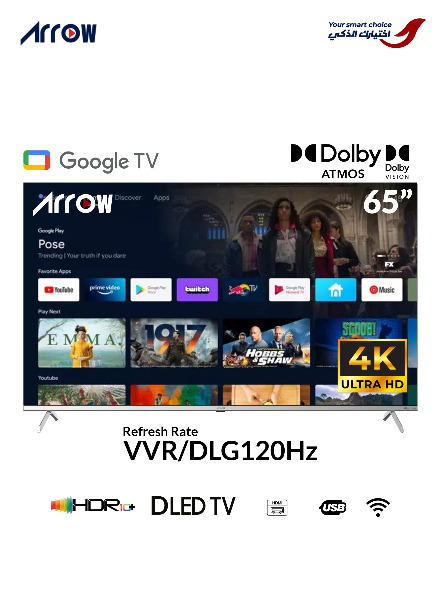 ARROW
Your smart choice
اختيارك الذكي
Google TV
Dolby
ATMOS
Dolby
VISION
ARROW
Discover
Apps
65”
Google Play
Pose
Trending | Your truth if you dare
FX
Favorite Apps
YouTube
prime video
Google Play
twitch
Red Bull TV
Google Play
Music
Play Next
EMMA.
1917
HOBBS
& SHAW
SCOOB!
4K
ULTRA HD
Youtube
Refresh Rate
VVR/DLG120Hz
HDR10+
DLED TV
HDMI
USB